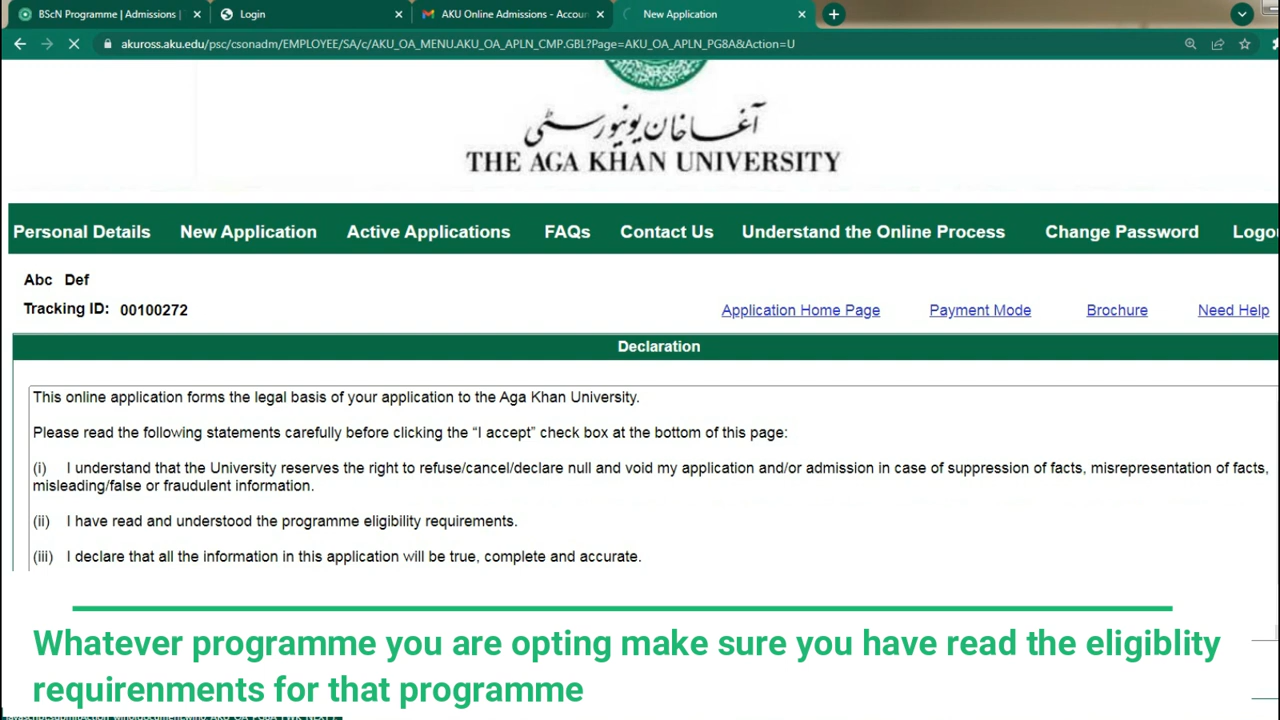 BScN Programme | Admissions |
Login
AKU Online Admissions - Accoun
New Application
akuross.aku.edu/psc/csonadm/EMPLOYEE/SA/c/AKU_OA_MENU.AKU_OA_APLN_CMP.GBL?Page=AKU_OA_APLN_PG8A&Action=U
آغا خان یونیورسٹی
THE AGA KHAN UNIVERSITY
Personal Details New Application Active Applications FAQs Contact Us Understand the Online Process Change Password Logou
Abc Def
Tracking ID: 00100272
Application Home Page Payment Mode Brochure Need Help
Declaration
This online application forms the legal basis of your application to the Aga Khan University.
Please read the following statements carefully before clicking the “I accept” check box at the bottom of this page:
(i) I understand that the University reserves the right to refuse/cancel/declare null and void my application and/or admission in case of suppression of facts, misrepresentation of facts,
misleading/false or fraudulent information.
(ii) I have read and understood the programme eligibility requirements.
(iii) I declare that all the information in this application will be true, complete and accurate.
Whatever programme you are opting make sure you have read the eligiblity
requirenments for that programme